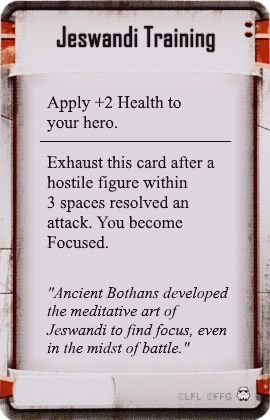 Jeswandi Training
Apply +2 Health to
your hero.
Exhaust this card after a
hostile figure within
3 spaces resolved an
attack. You become
Focused.
"Ancient Bothans developed
the meditative art of
Jeswandi to find focus, even
in the midst of battle."
©LFL ©FFG